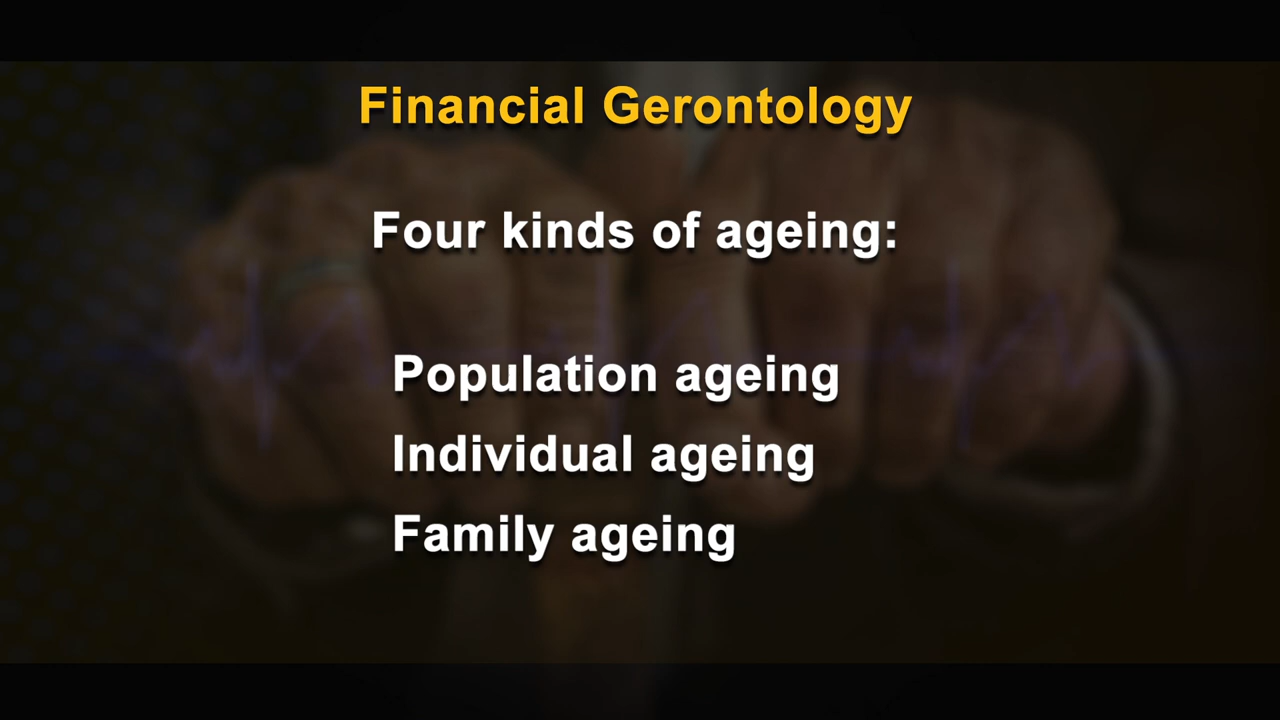 Financial Gerontology
Four kinds of ageing:
Population ageing
Individual ageing
Family ageing